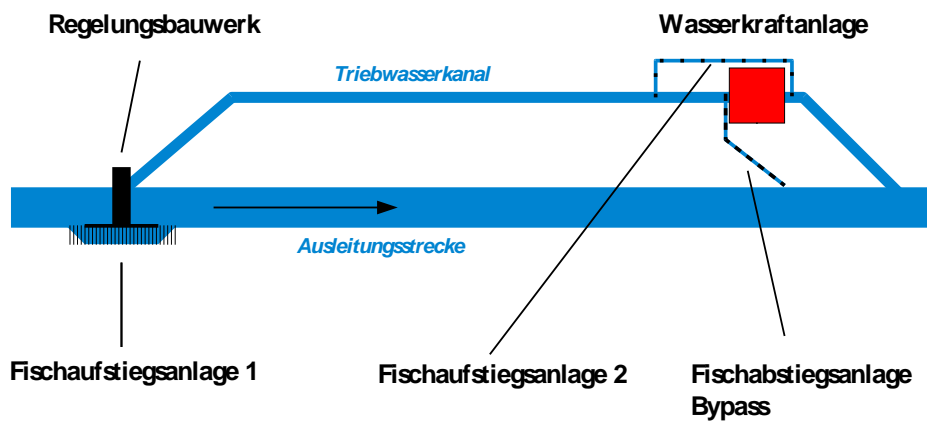 Regelungsbauwerk
Wasserkraftanlage
Triebwasserkanal
Ausleitungsstrecke
Fischaufstiegsanlage 1
Fischaufstiegsanlage 2
Fischabstiegsanlage
Bypass